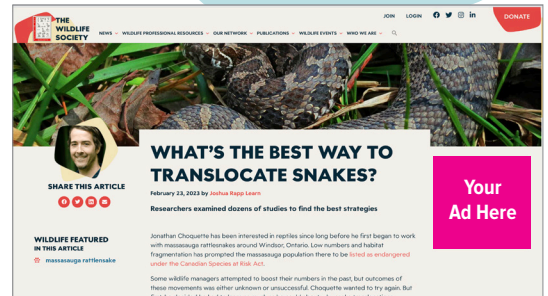 JOIN LOGIN DONATE
THE
WILDLIFE
SOCIETY
NEWS WILDLIFE PROFESSIONAL RESOURCES OUR NETWORK PUBLICATIONS WILDLIFE EVENTS WHO WE ARE
WHAT'S THE BEST WAY TO
TRANSLOCATE SNAKES?
February 23, 2023 by Joshua Rapp Learn
Researchers examined dozens of studies to find the best strategies
SHARE THIS ARTICLE
WILDLIFE FEATURED
IN THIS ARTICLE
massasauga rattlesnake
Jonathan Choquette has been interested in reptiles since long before he first began to work
with massasauga rattlesnakes around Windsor, Ontario. Low numbers and habitat
fragmentation has prompted the massasauga population there to be listed as endangered
under the Canadian Species at Risk Act.
Some wildlife managers attempted to boost their numbers in the past, but outcomes of
these movements was either unknown or unsuccessful. Choquette wanted to try again. But
Your
Ad Here